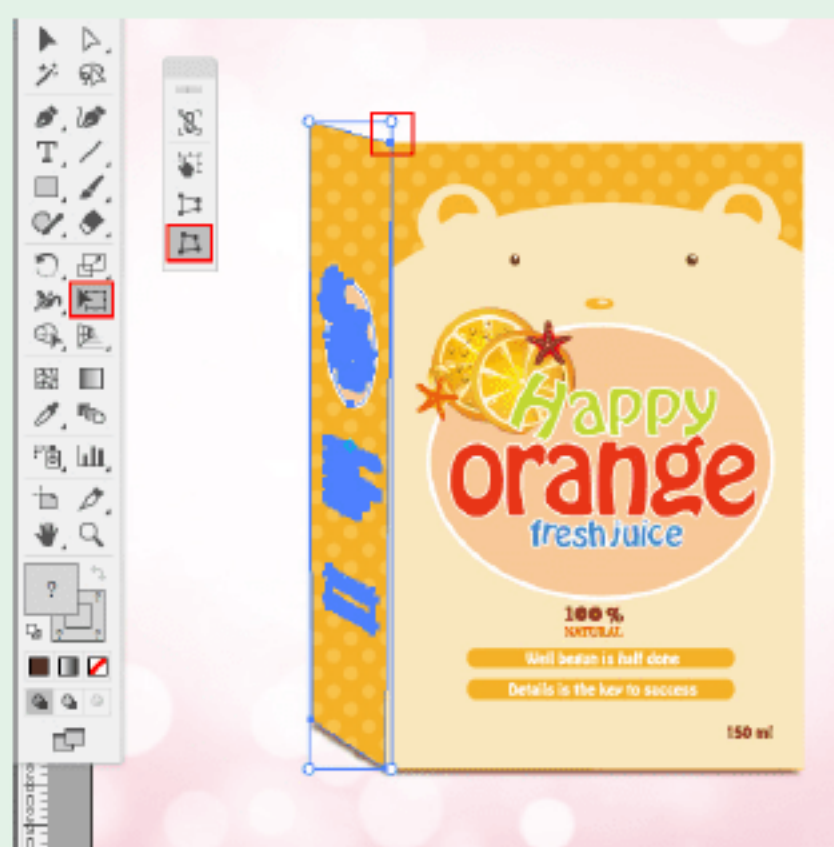 Happy
orange
fresh juice
100%
NATURAL
Well begun is half done
Details is the key to success
150 ml